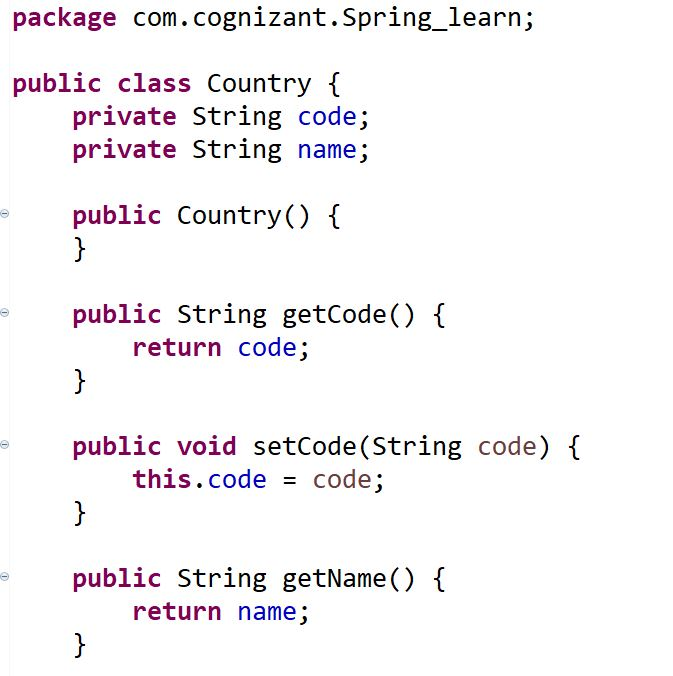 package com.cognizant.Spring_learn;
public class Country {
private String code;
private String name;
public Country() {
}
public String getCode() {
return code;
}
public void setCode(String code) {
this.code = code;
}
public String getName() {
return name;
}